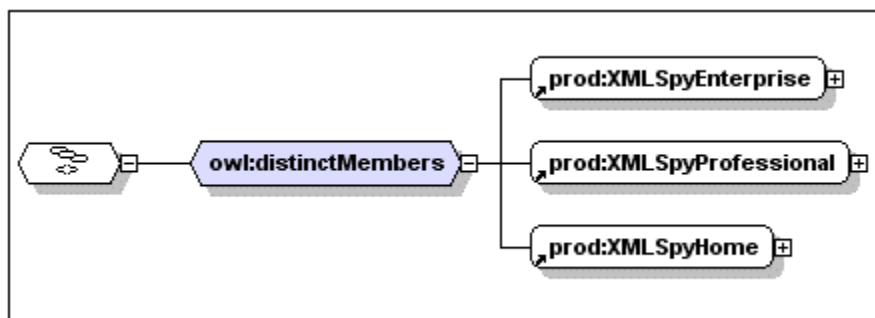 prod:XMLSpyEnterprise
owl:distinctMembers
prod:XMLSpyProfessional
prod:XMLSpyHome